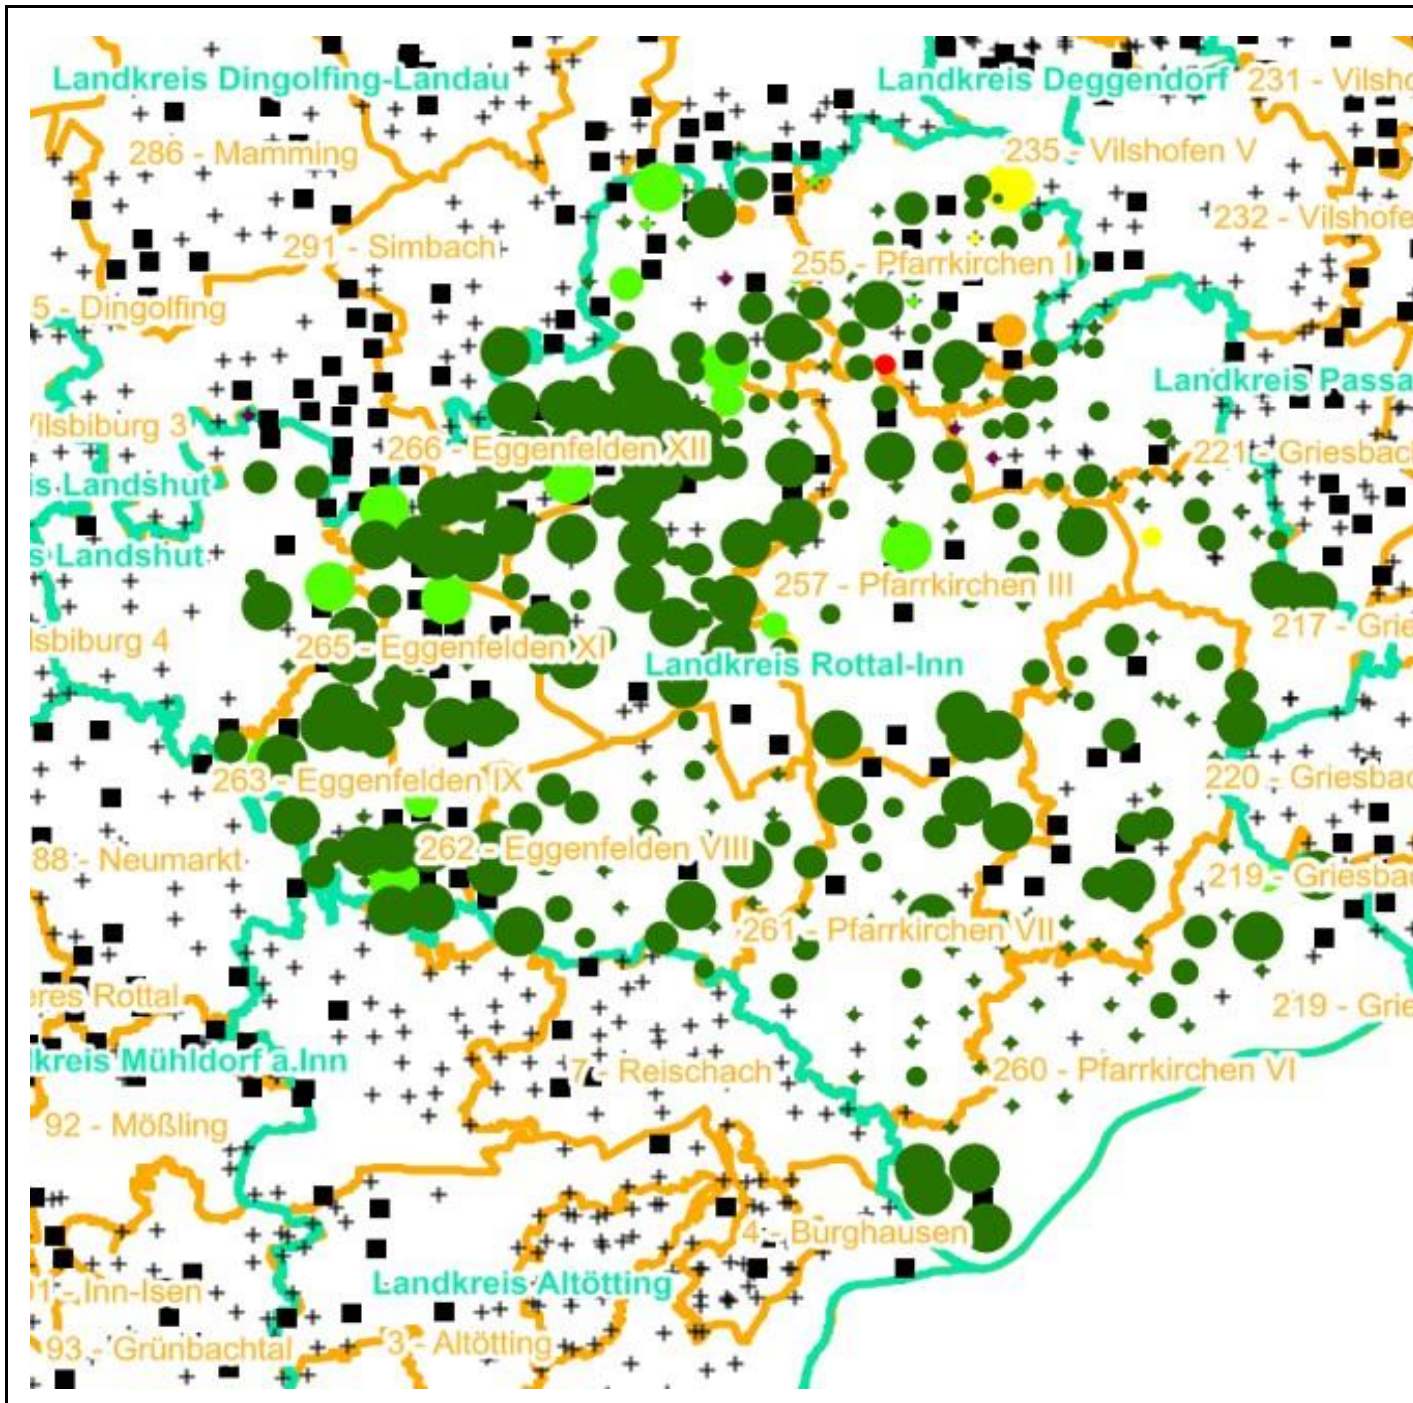 Landkreis Dingolfing-Landau
Landkreis Deggendorf
231 - Vilsho
286 - Mamming
235 - Vilshofen V
232 - Vilshofe
291 - Simbach
255 - Pfarrkirchen I
5 - Dingolfing
Landkreis Passa
Vilsbiburg 3
266 - Eggenfelden XII
221 - Griesbach
is Landshut
s Landshut
257 - Pfarrkirchen III
217 - Grie
lsbiburg 4
265 - Eggenfelden XI
Landkreis Rottal-Inn
263 - Eggenfelden IX
220 - Griesbac
88 - Neumarkt
262 - Eggenfelden VIII
219 - Griesbac
261 - Pfarrkirchen VII
eres Rottal
219 - Grie
lkreis Mühldorf a.Inn
7 - Reischach
260 - Pfarrkirchen VI
92 - Mößling
4 - Burghausen
Landkreis Altötting
1 - Inn-Isen
93 - Grünbachtal
3 - Altötting